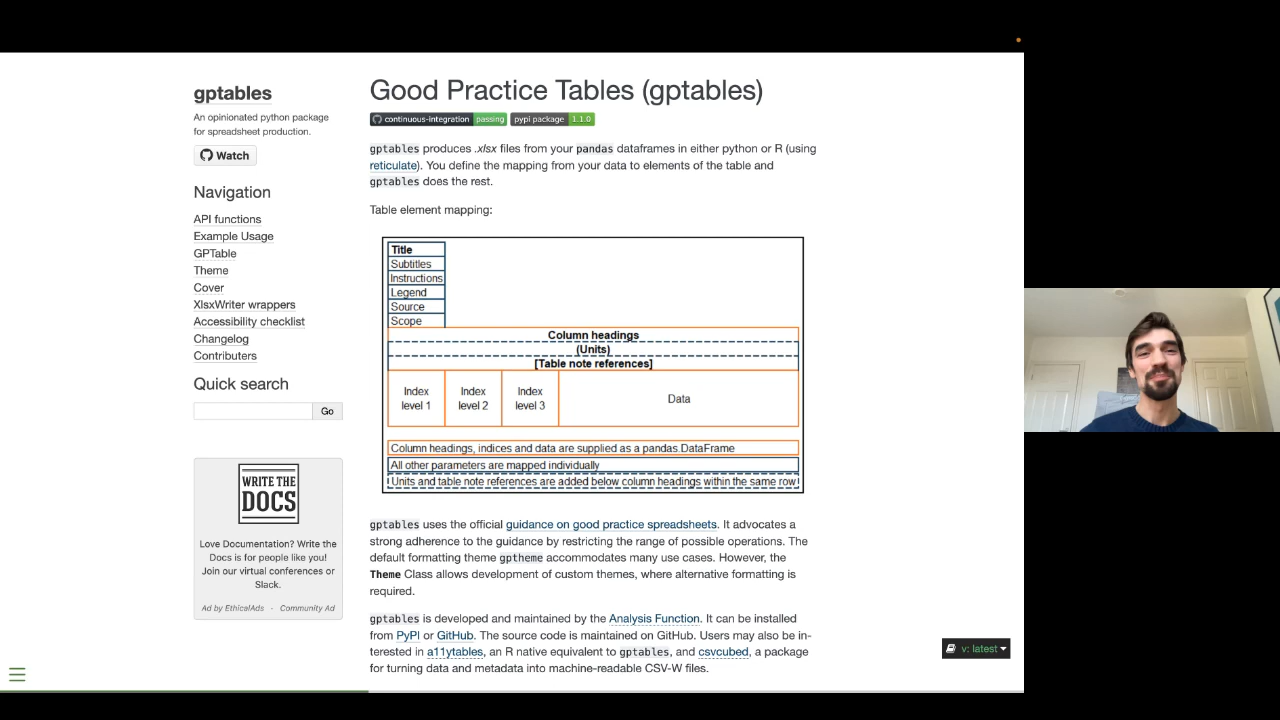 gptables
An opinionated python package
for spreadsheet production.
Watch
Navigation
API functions
Example Usage
GPTable
Theme
Cover
XlsxWriter wrappers
Accessibility checklist
Changelog
Contributers
Quick search
Go
WRITE THE
DOCS
Love Documentation? Write the
Docs is for people like you!
Join our virtual conferences or
Slack.
Ad by EthicalAds · Community Ad
Good Practice Tables (gptables)
continuous-integration passing pypi package 1.1.0
gptables produces .xlsx files from your pandas dataframes in either python or R (using
reticulate). You define the mapping from your data to elements of the table and
gptables does the rest.
Table element mapping:
Title
Subtitles
Instructions
Legend
Source
Scope
Column headings
(Units)
[Table note references]
Index level 1
Index level 2
Index level 3
Data
Column headings, indices and data are supplied as a pandas.DataFrame
All other parameters are mapped individually
Units and table note references are added below column headings within the same row
gptables uses the official guidance on good practice spreadsheets. It advocates a
strong adherence to the guidance by restricting the range of possible operations. The
default formatting theme gptheme accommodates many use cases. However, the
Theme Class allows development of custom themes, where alternative formatting is
required.
gptables is developed and maintained by the Analysis Function. It can be installed
from PyPI or GitHub. The source code is maintained on GitHub. Users may also be in-
terested in a11ytables, an R native equivalent to gptables, and csvcubed, a package
for turning data and metadata into machine-readable CSV-W files.
v: latest